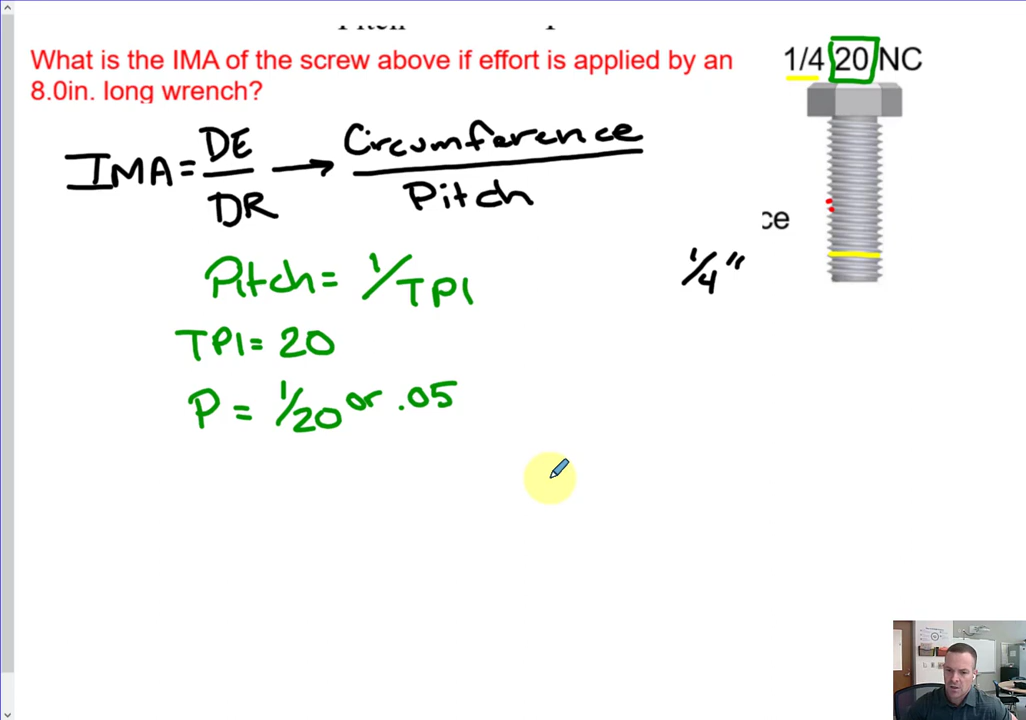 What is the IMA of the screw above if effort is applied by an
8.0in. long wrench?
1/4 20 NC
IMA = DE/DR → Circumference/Pitch
ce
Pitch = 1/TPI
1/4"
TPI = 20
P = 1/20 or .05